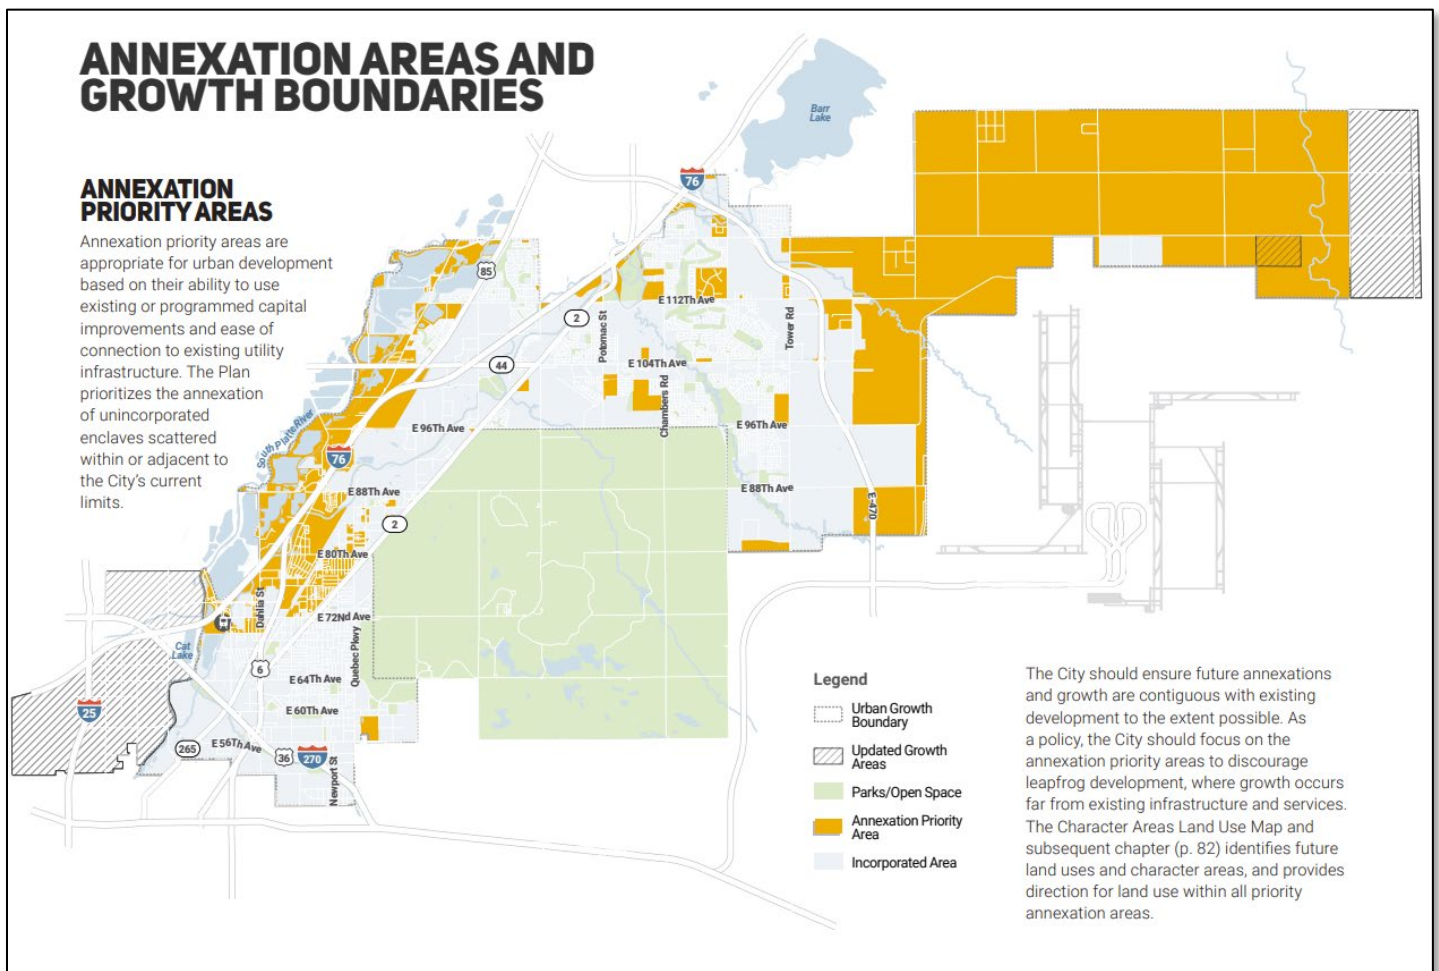 ANNEXATION AREAS AND
GROWTH BOUNDARIES
ANNEXATION
PRIORITY AREAS
Annexation priority areas are
appropriate for urban development
based on their ability to use
existing or programmed capital
improvements and ease of
connection to existing utility
infrastructure. The Plan
prioritizes the annexation
of unincorporated
enclaves scattered
within or adjacent to
the City's current
limits.
Barr
Lake
76
85
E 112Th Ave
2
Potomac St
Tower Rd
44
E 104Th Ave
Chambers Rd
E 96Th Ave
E 96Th Ave
South Platte River
76
E 88Th Ave
E 88Th Ave
E-470
2
E 80Th Ave
Dahlia St
E 72Nd Ave
Quebec Pkwy
Cat
Lake
6
E 64Th Ave
25
E 60Th Ave
265
E 56Th Ave
36
270
Newport St
Legend
Urban Growth
Boundary
Updated Growth
Areas
Parks/Open Space
Annexation Priority
Area
Incorporated Area
The City should ensure future annexations
and growth are contiguous with existing
development to the extent possible. As
a policy, the City should focus on the
annexation priority areas to discourage
leapfrog development, where growth occurs
far from existing infrastructure and services.
The Character Areas Land Use Map and
subsequent chapter (p. 82) identifies future
land uses and character areas, and provides
direction for land use within all priority
annexation areas.